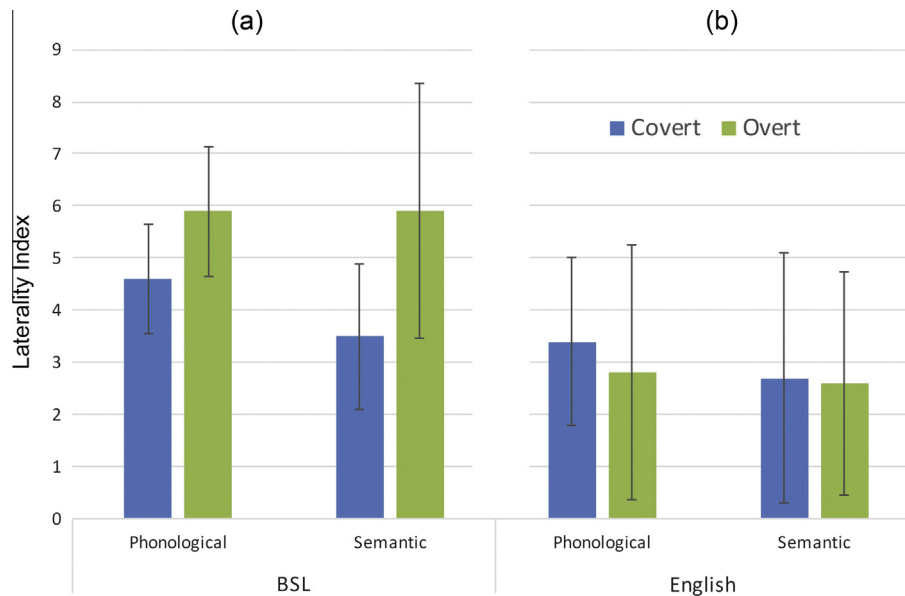 (a)
(b)
Laterality Index
9
8
7
6
5
4
3
2
1
0
Covert Overt
Phonological Semantic Phonological Semantic
BSL English